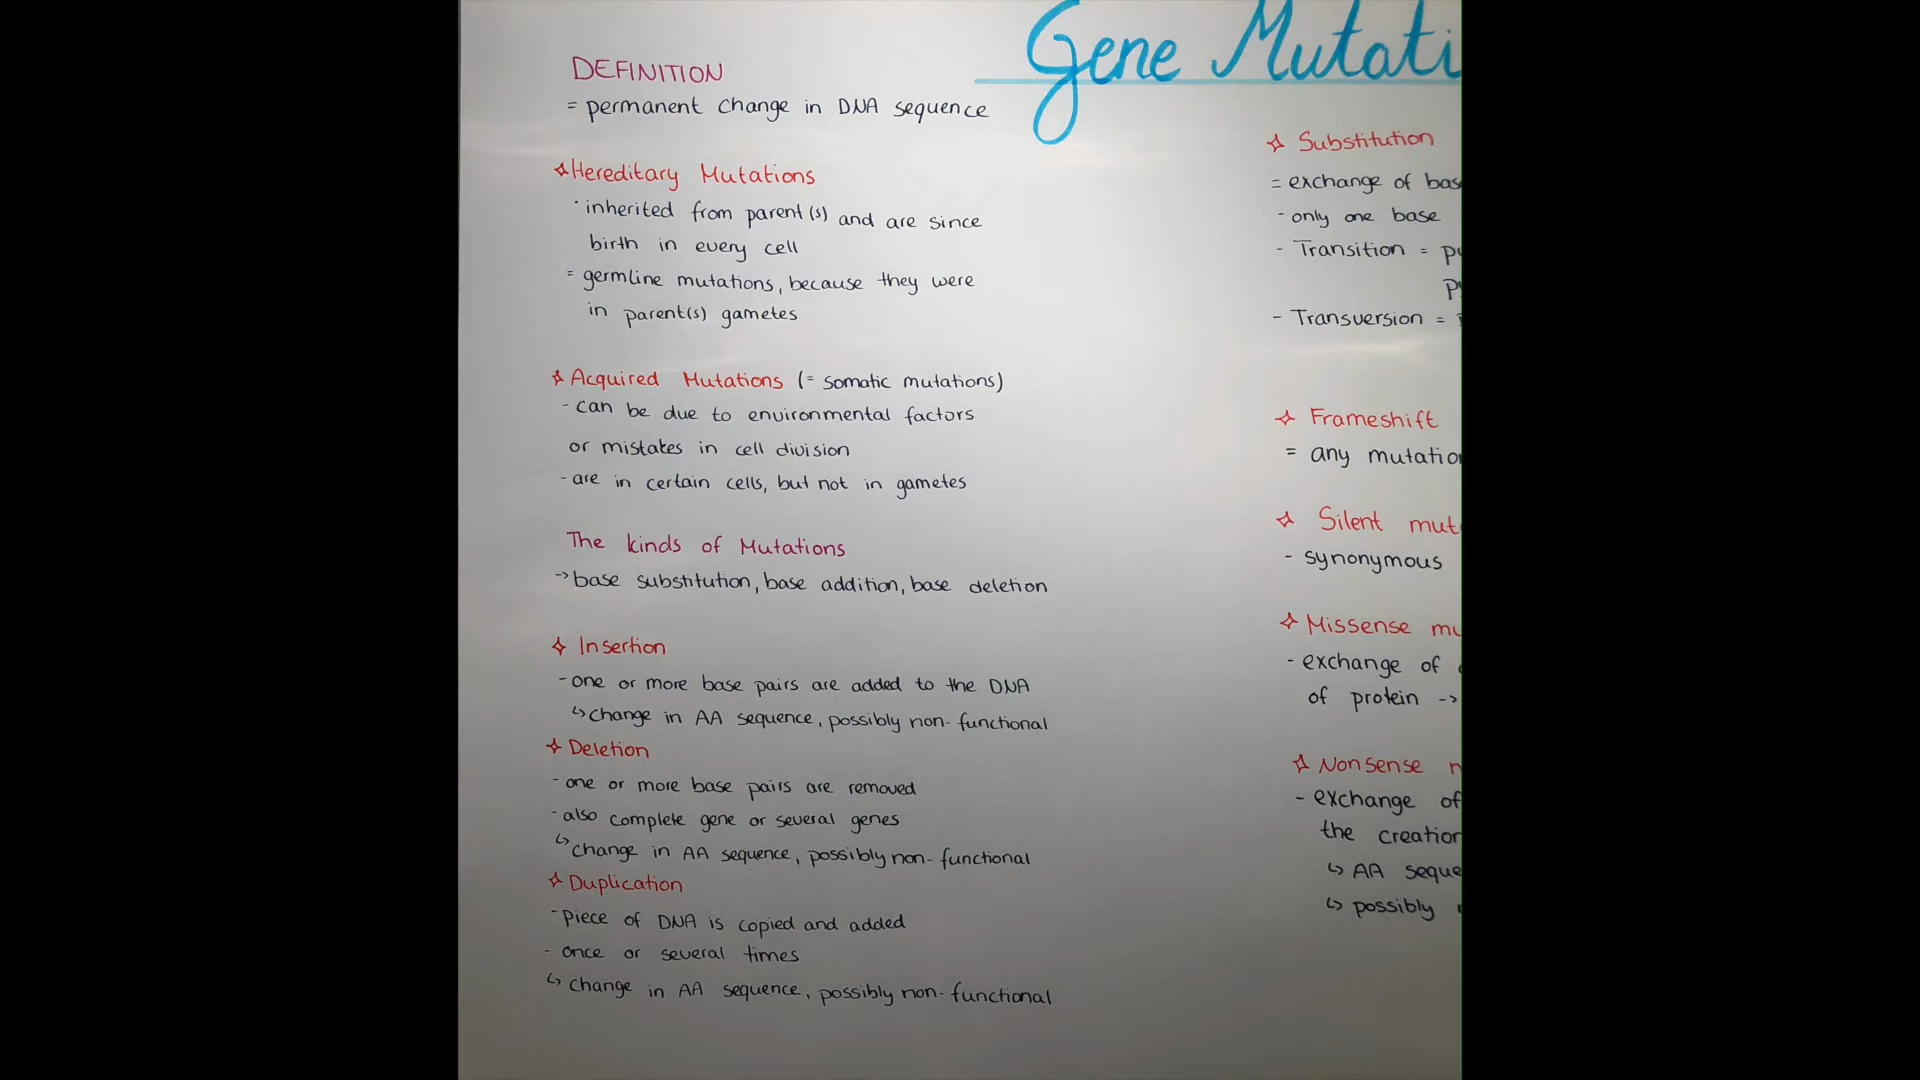 Gene Mutati
DEFINITION
= permanent change in DNA sequence
Hereditary Mutations
· inherited from parent(s) and are since
birth in every cell
= germline mutations, because they were
in parent(s) gametes
Acquired Mutations (= somatic mutations)
- can be due to environmental factors
or mistakes in cell division
- are in certain cells, but not in gametes
The kinds of Mutations
-> base substitution, base addition, base deletion
Insertion
- one or more base pairs are added to the DNA
↳ change in AA sequence, possibly non-functional
Deletion
- one or more base pairs are removed
- also complete gene or several genes
↳ change in AA sequence, possibly non-functional
Duplication
- piece of DNA is copied and added
- once or several times
↳ change in AA sequence, possibly non-functional
Substitution
= exchange of bas
- only one base
- Transition =
- Transversion =
Frameshift
= any mutatio
Silent mut
- synonymous
Missense mu
- exchange of
of protein ->
Nonsense
- exchange of
the creation
↳ AA seque
↳ possibly